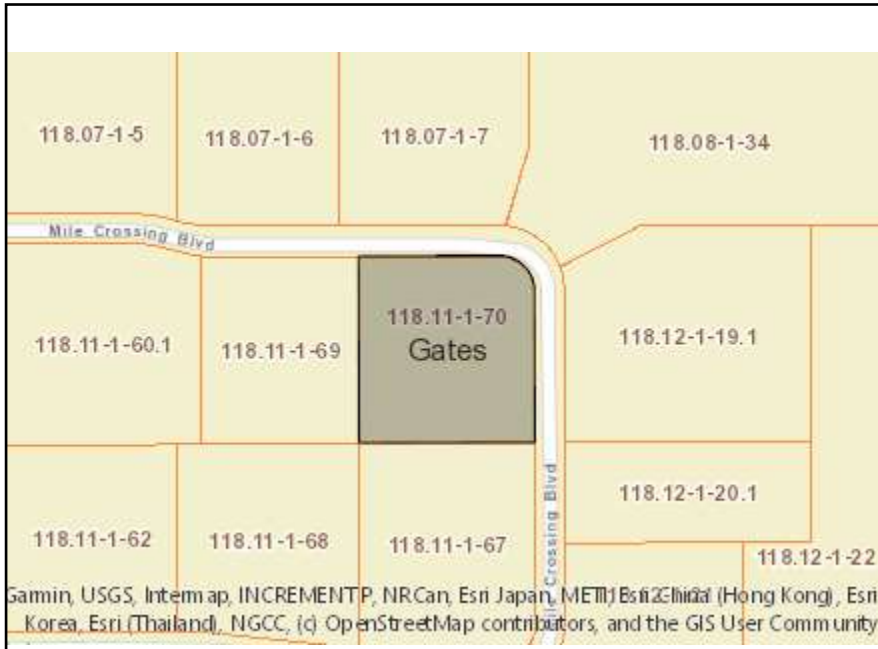 118.07-1-5
118.07-1-6
118.07-1-7
118.08-1-34
Mile Crossing Blvd
118.11-1-60.1
118.11-1-69
118.11-1-70
Gates
118.12-1-19.1
118.12-1-20.1
Mile Crossing Blvd
118.11-1-62
118.11-1-68
118.11-1-67
118.12-1-22
Garmin, USGS, Intermap, INCREMENT P, NRCan, Esri Japan, METI, Esri China (Hong Kong), Esri
Korea, Esri (Thailand), NGCC, (c) OpenStreetMap contributors, and the GIS User Community